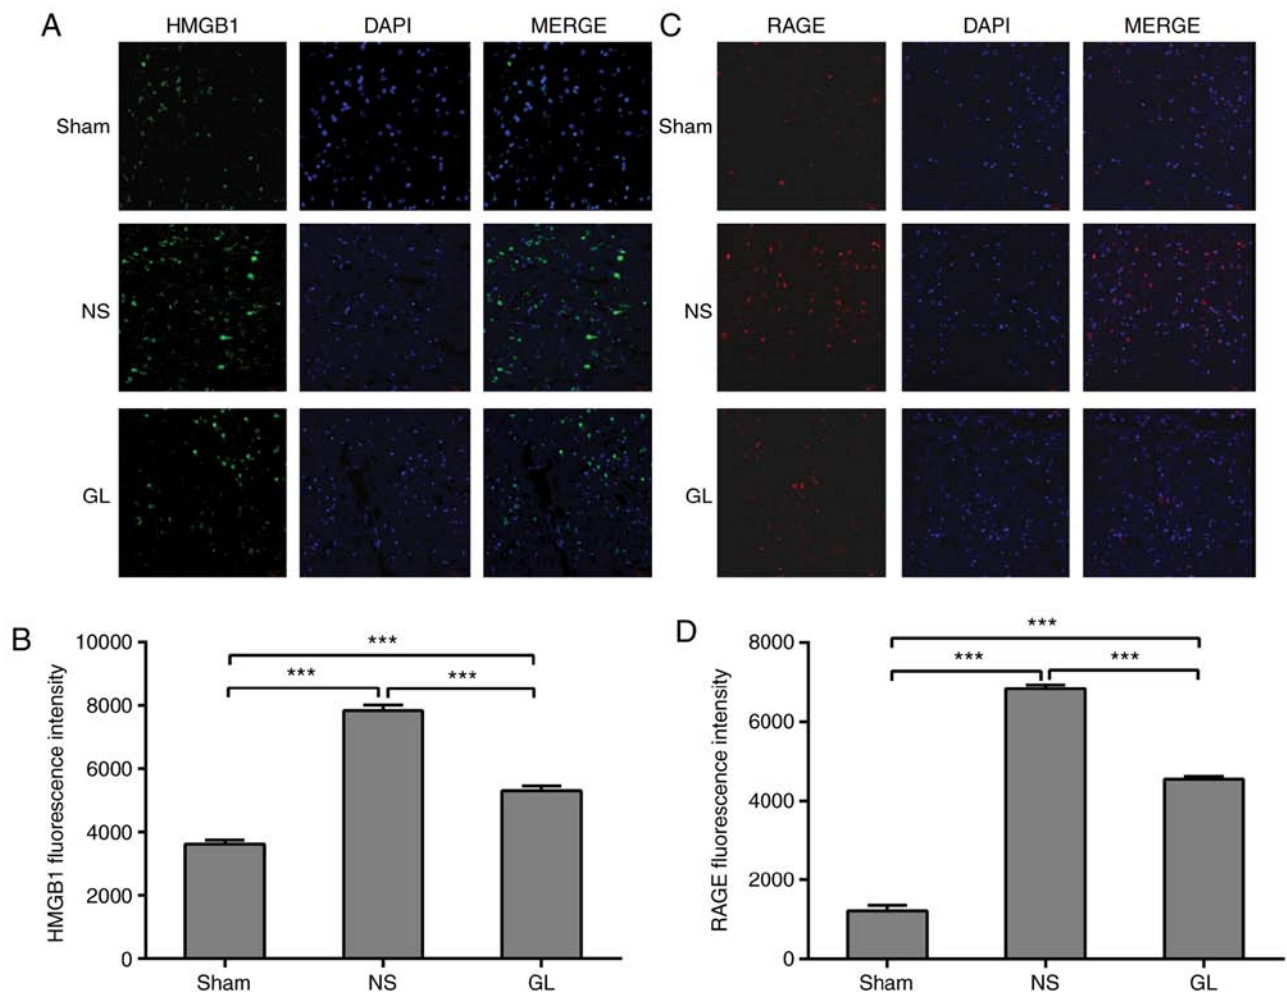 A
HMGB1 DAPI MERGE
Sham
NS
GL
C
RAGE DAPI MERGE
Sham
NS
GL
B
HMGB1 fluorescence intensity
10000
8000
6000
4000
2000
0
***
***
***
Sham NS GL
D
RAGE fluorescence intensity
8000
6000
4000
2000
0
***
***
***
Sham NS GL